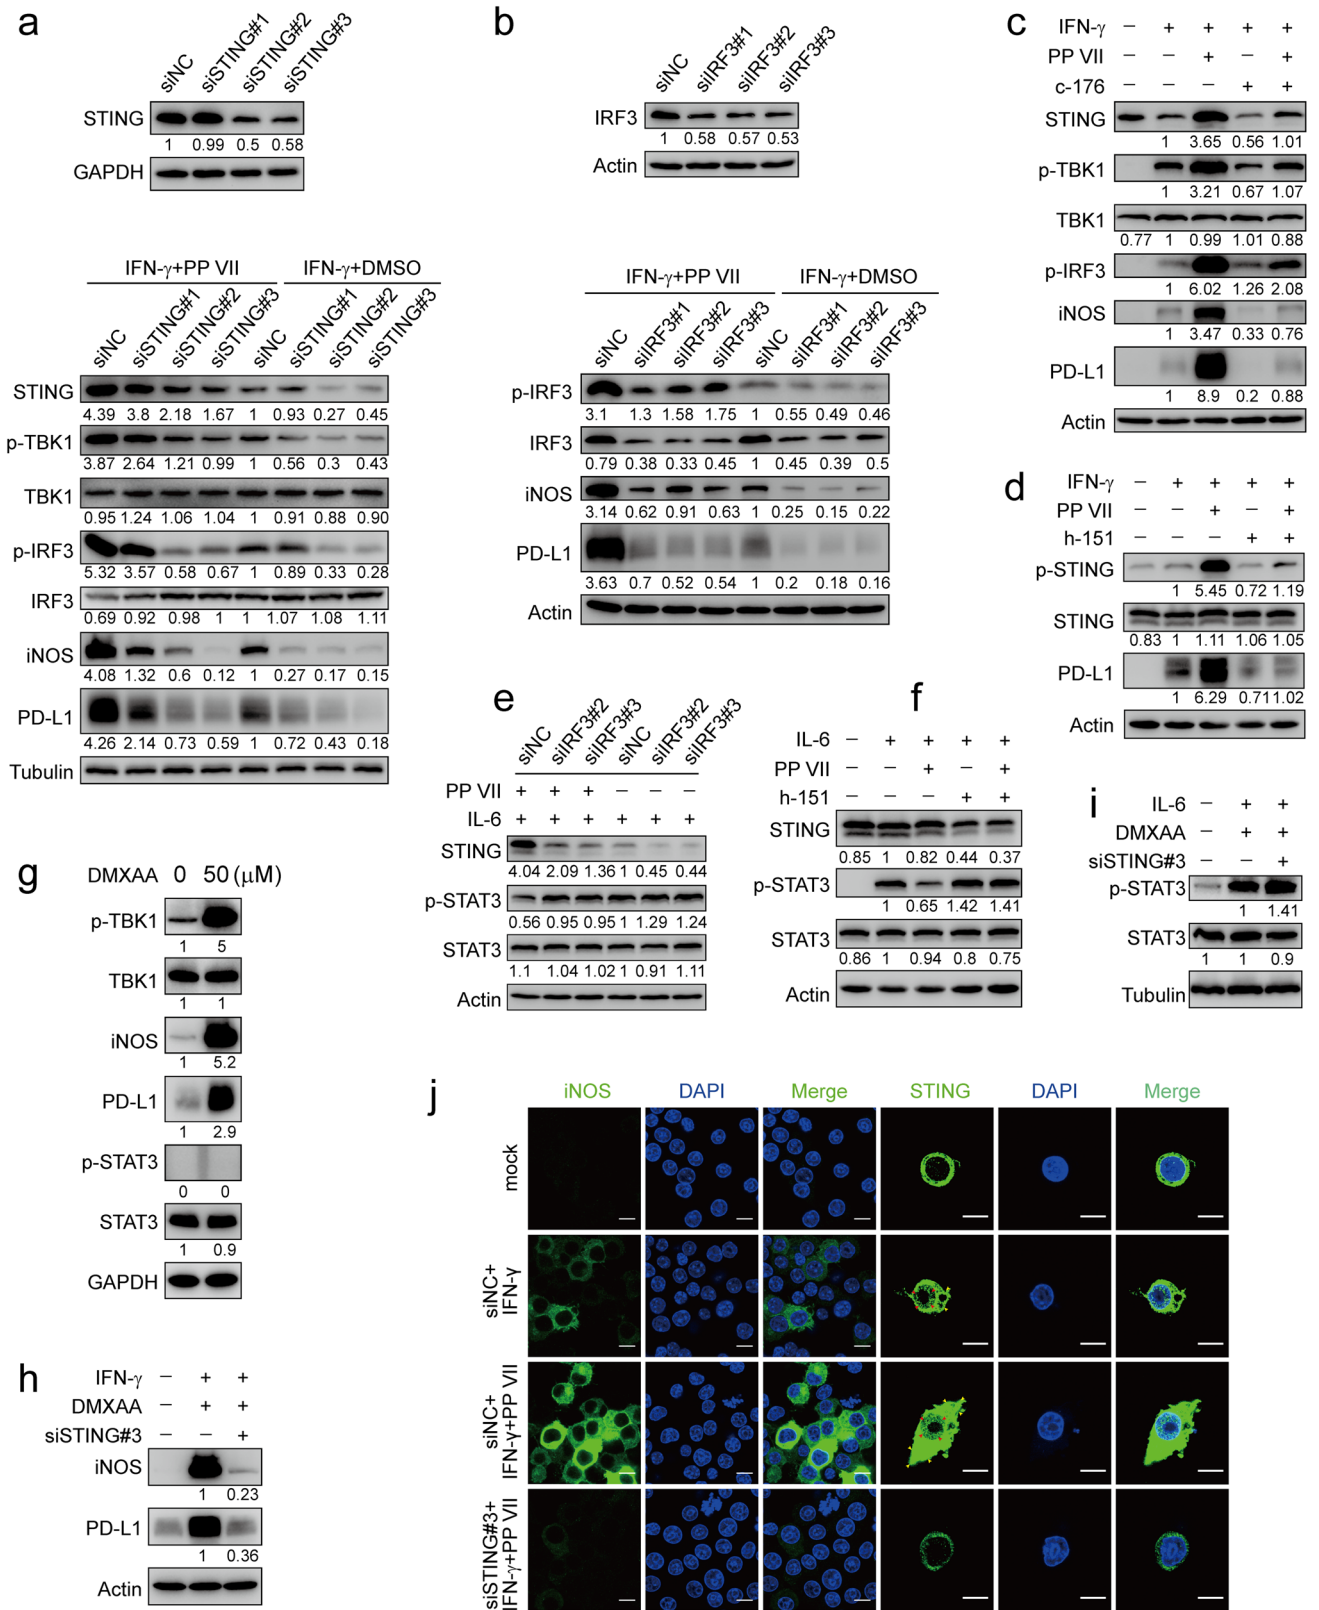 a
siNC siSTING#1 siSTING#2 siSTING#3
STING
1 0.99 0.5 0.58
GAPDH
IFN-γ+PP VII IFN-γ+DMSO
siNC siSTING#1 siSTING#2 siSTING#3 siNC siSTING#1 siSTING#2 siSTING#3
STING
4.39 3.8 2.18 1.67 1 0.93 0.27 0.45
p-TBK1
3.87 2.64 1.21 0.99 1 0.56 0.3 0.43
TBK1
0.95 1.24 1.06 1.04 1 0.91 0.88 0.90
p-IRF3
5.32 3.57 0.58 0.67 1 0.89 0.33 0.28
IRF3
0.69 0.92 0.98 1 1 1.07 1.08 1.11
iNOS
4.08 1.32 0.6 0.12 1 0.27 0.17 0.15
PD-L1
4.26 2.14 0.73 0.59 1 0.72 0.43 0.18
Tubulin
b
siNC siIRF3#1 siIRF3#2 siIRF3#3
IRF3
1 0.58 0.57 0.53
Actin
IFN-γ+PP VII IFN-γ+DMSO
siNC siIRF3#1 siIRF3#2 siIRF3#3 siNC siIRF3#1 siIRF3#2 siIRF3#3
p-IRF3
3.1 1.3 1.58 1.75 1 0.55 0.49 0.46
IRF3
0.79 0.38 0.33 0.45 1 0.45 0.39 0.5
iNOS
3.14 0.62 0.91 0.63 1 0.25 0.15 0.22
PD-L1
3.63 0.7 0.52 0.54 1 0.2 0.18 0.16
Actin
c
IFN-γ − + + + +
PP VII − − + − +
c-176 − − − + +
STING
1 3.65 0.56 1.01
p-TBK1
1 3.21 0.67 1.07
TBK1
0.77 1 0.99 1.01 0.88
p-IRF3
1 6.02 1.26 2.08
iNOS
1 3.47 0.33 0.76
PD-L1
1 8.9 0.2 0.88
Actin
d
IFN-γ − + + + +
PP VII − − + − +
h-151 − − − + +
p-STING
1 5.45 0.72 1.19
STING
0.83 1 1.11 1.06 1.05
PD-L1
1 6.29 0.71 1.02
Actin
e
siNC siIRF3#2 siIRF3#3 siNC siIRF3#2 siIRF3#3
PP VII + + + − − −
IL-6 + + + + + +
STING
4.04 2.09 1.36 1 0.45 0.44
p-STAT3
0.56 0.95 0.95 1 1.29 1.24
STAT3
1.1 1.04 1.02 1 0.91 1.11
Actin
f
IL-6 − + + + +
PP VII − − + − +
h-151 − − − + +
STING
0.85 1 0.82 0.44 0.37
p-STAT3
1 0.65 1.42 1.41
STAT3
0.86 1 0.94 0.8 0.75
Actin
g
DMXAA 0 50 (μM)
p-TBK1
1 5
TBK1
1 1
iNOS
1 5.2
PD-L1
1 2.9
p-STAT3
0 0
STAT3
1 0.9
GAPDH
h
IFN-γ − + +
DMXAA − + +
siSTING#3 − − +
iNOS
1 0.23
PD-L1
1 0.36
Actin
i
IL-6 − + +
DMXAA − + +
siSTING#3 − − +
p-STAT3
1 1.41
STAT3
1 1 0.9
Tubulin
j
iNOS DAPI Merge STING DAPI Merge
mock
siNC+
IFN-γ
siNC+
IFN-γ+PP VII
siSTING#3+
IFN-γ+PP VII